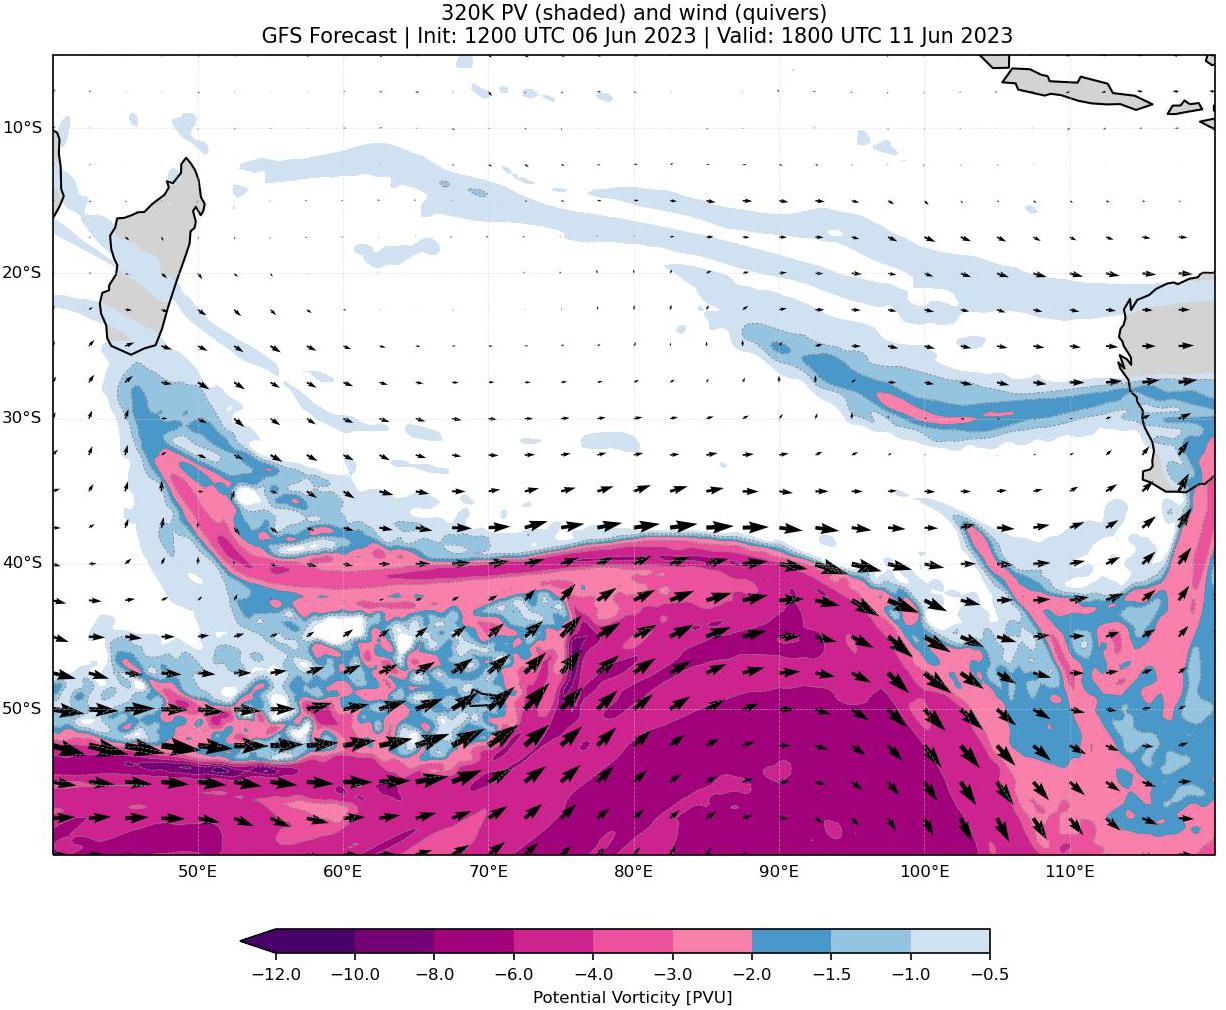 320K PV (shaded) and wind (quivers)
GFS Forecast | Init: 1200 UTC 06 Jun 2023 | Valid: 1800 UTC 11 Jun 2023
10°S
20°S
30°S
40°S
50°S
50°E 60°E 70°E 80°E 90°E 100°E 110°E
−12.0 −10.0 −8.0 −6.0 −4.0 −3.0 −2.0 −1.5 −1.0 −0.5
Potential Vorticity [PVU]